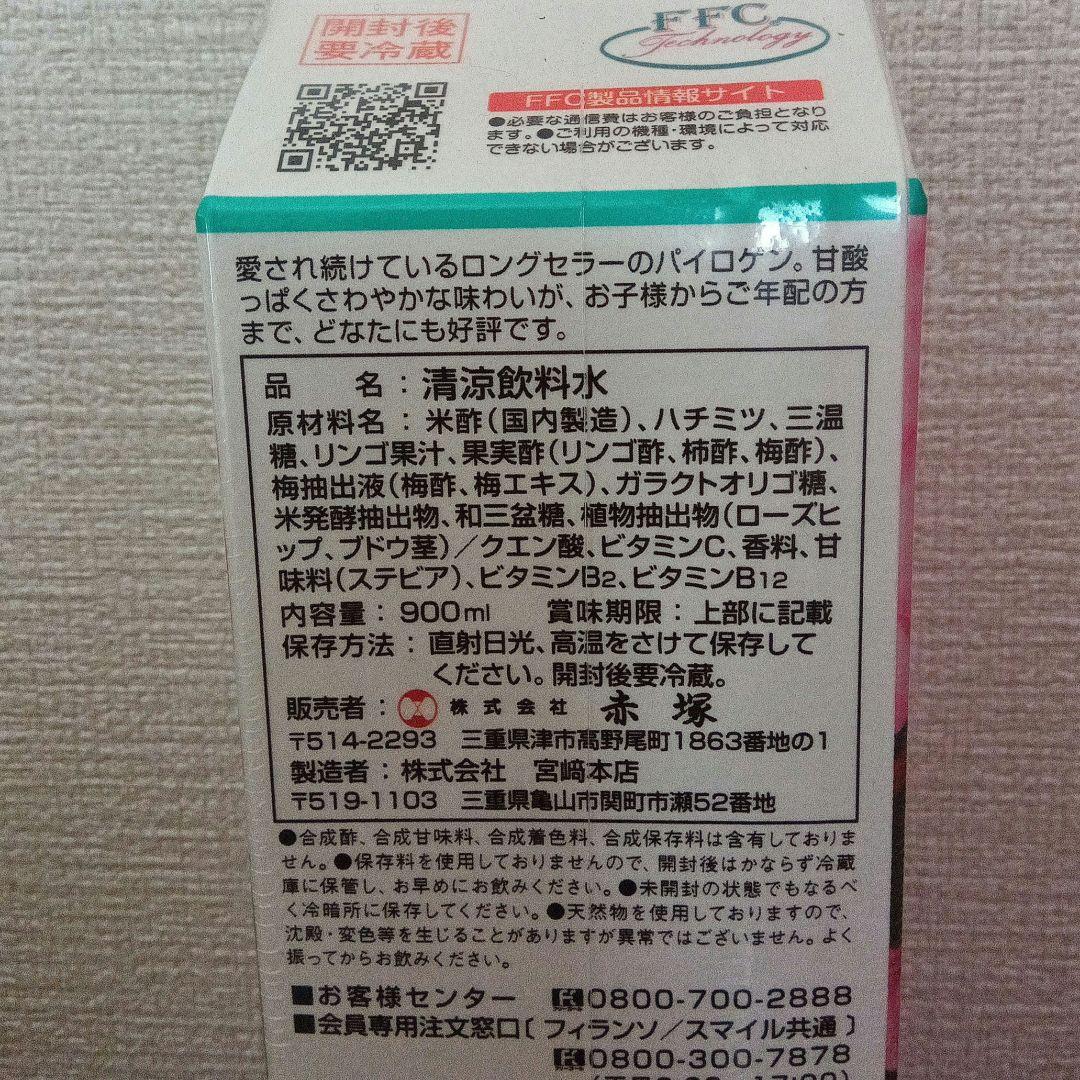 開封後
要冷蔵
FFC
Technology
FFC製品情報サイト
●必要な通信費はお客様のご負担となり
ます。●ご利用の機種・環境によって対応
できない場合がございます。
愛され続けているロングセラーのパイロゲン。甘酸
っぱくさわやかな味わいが、お子様からご年配の方
まで、どなたにも好評です。
品 名：清涼飲料水
原材料名：米酢（国内製造）、ハチミツ、三温
糖、リンゴ果汁、果実酢（リンゴ酢、柿酢、梅酢）、
梅抽出液（梅酢、梅エキス）、ガラクトオリゴ糖、
米発酵抽出物、和三盆糖、植物抽出物（ローズヒ
ップ、ブドウ茎）／クエン酸、ビタミンC、香料、甘
味料（ステビア）、ビタミンB2、ビタミンB12
内容量：900ml 賞味期限：上部に記載
保存方法：直射日光、高温をさけて保存して
ください。開封後要冷蔵。
販売者：株式会社 赤塚
〒514-2293 三重県津市高野尾町1863番地の1
製造者：株式会社 宮﨑本店
〒519-1103 三重県亀山市関町市瀬52番地
●合成酢、合成甘味料、合成着色料、合成保存料は含有しておりま
せん。●保存料を使用しておりませんので、開封後はかならず冷蔵
庫に保管し、お早めにお飲みください。●未開封の状態でもなるべ
く冷暗所に保存してください。●天然物を使用しておりますので、
沈殿・変色等を生じることがありますが異常ではございません。よく
振ってからお飲みください。
■お客様センター 0800-700-2888
■会員専用注文窓口〔フィランソ／スマイル共通〕
0800-300-7878